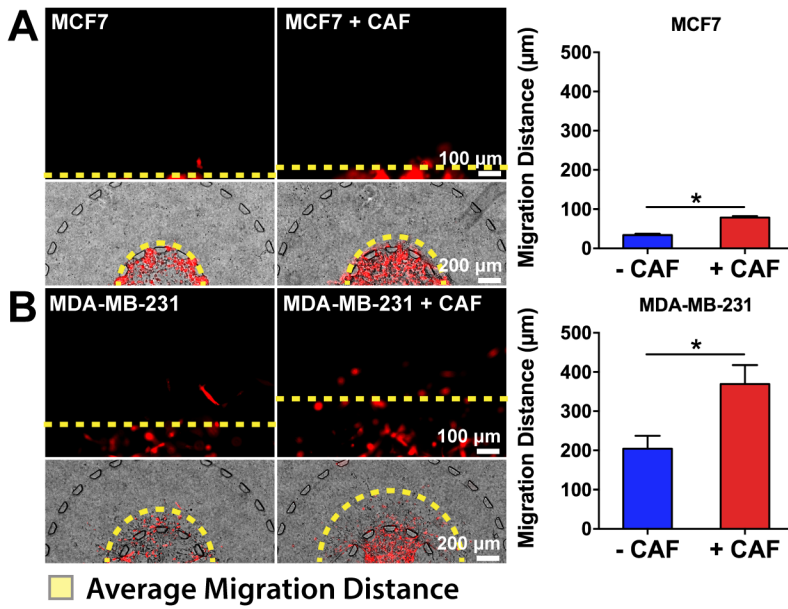 A
MCF7
MCF7 + CAF
100 µm
200 µm
MCF7
Migration Distance (µm)
500
400
300
200
100
0
*
- CAF
+ CAF
B
MDA-MB-231
MDA-MB-231 + CAF
100 µm
200 µm
MDA-MB-231
Migration Distance (µm)
500
400
300
200
100
0
*
- CAF
+ CAF
Average Migration Distance